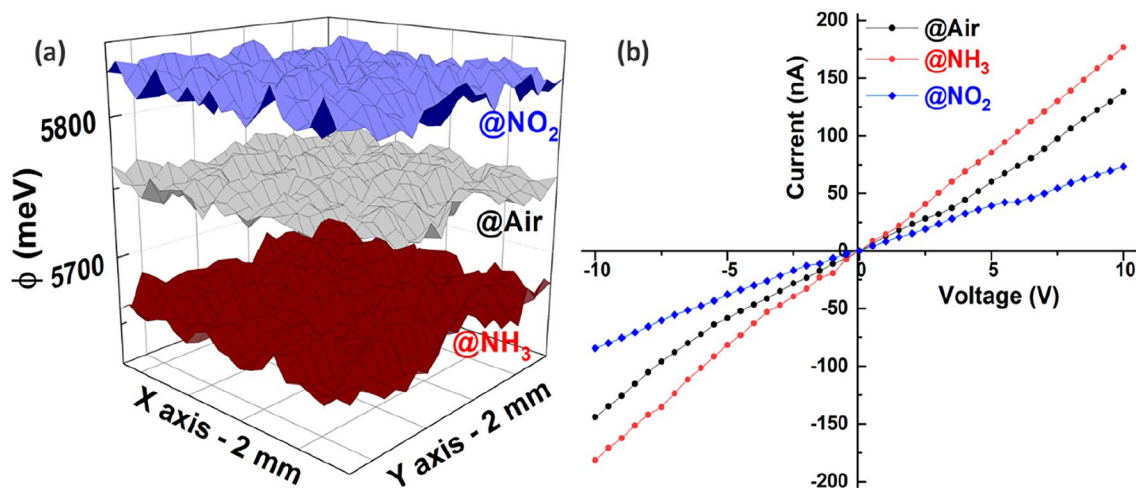 (a)
5800
5700
ϕ (meV)
@NO₂
@Air
@NH₃
X axis - 2 mm
Y axis - 2 mm
(b)
@Air
@NH₃
@NO₂
Current (nA)
200
150
100
50
0
-50
-100
-150
-200
-10
-5
0
5
10
Voltage (V)